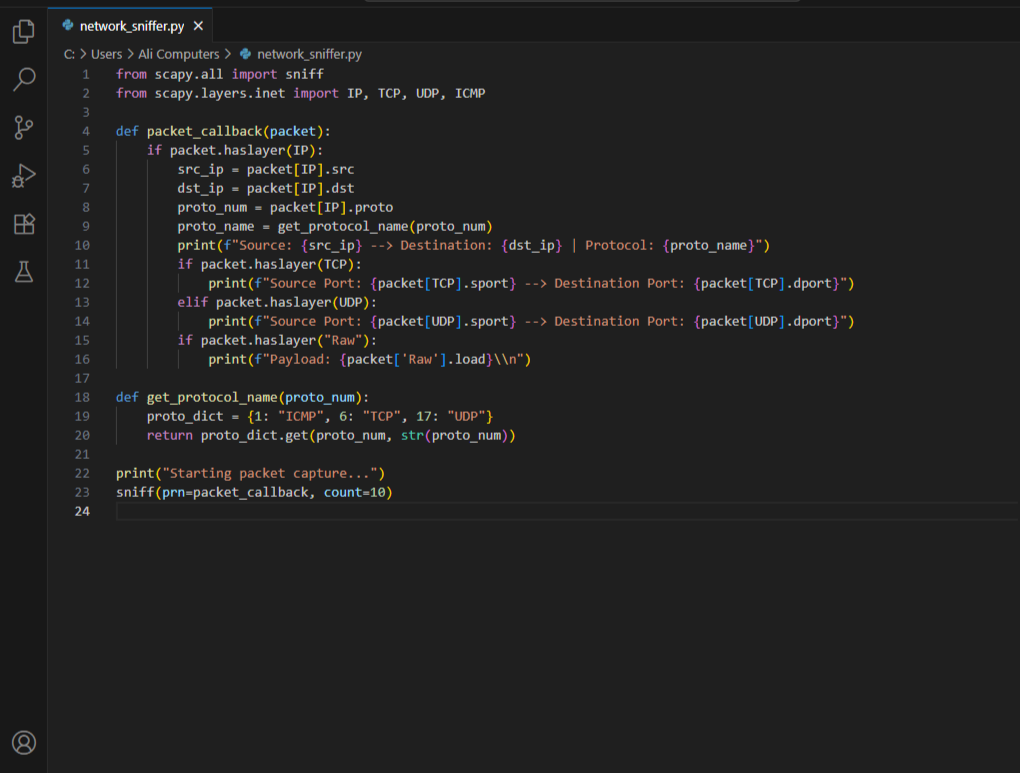 network_sniffer.py ×
C: > Users > Ali Computers > network_sniffer.py
1 from scapy.all import sniff
2 from scapy.layers.inet import IP, TCP, UDP, ICMP
3
4 def packet_callback(packet):
5     if packet.haslayer(IP):
6         src_ip = packet[IP].src
7         dst_ip = packet[IP].dst
8         proto_num = packet[IP].proto
9         proto_name = get_protocol_name(proto_num)
10         print(f"Source: {src_ip} --> Destination: {dst_ip} | Protocol: {proto_name}")
11         if packet.haslayer(TCP):
12             print(f"Source Port: {packet[TCP].sport} --> Destination Port: {packet[TCP].dport}")
13         elif packet.haslayer(UDP):
14             print(f"Source Port: {packet[UDP].sport} --> Destination Port: {packet[UDP].dport}")
15         if packet.haslayer("Raw"):
16             print(f"Payload: {packet['Raw'].load}\\n")
17
18 def get_protocol_name(proto_num):
19     proto_dict = {1: "ICMP", 6: "TCP", 17: "UDP"}
20     return proto_dict.get(proto_num, str(proto_num))
21
22 print("Starting packet capture...")
23 sniff(prn=packet_callback, count=10)
24